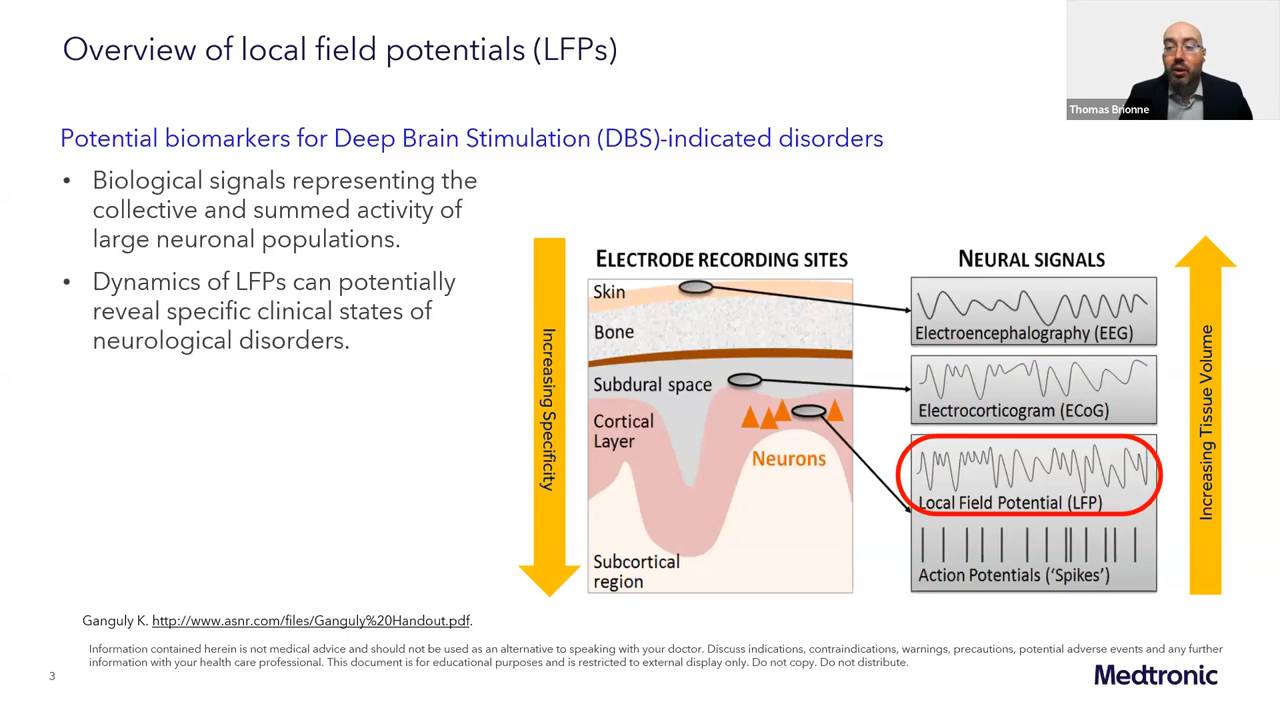 Overview of local field potentials (LFPs)
Thomas Brionne
Potential biomarkers for Deep Brain Stimulation (DBS)-indicated disorders
• Biological signals representing the
collective and summed activity of
large neuronal populations.
• Dynamics of LFPs can potentially
reveal specific clinical states of
neurological disorders.
Increasing Specificity
ELECTRODE RECORDING SITES
Skin
Bone
Subdural space
Cortical
Layer
Neurons
Subcortical
region
NEURAL SIGNALS
Electroencephalography (EEG)
Electrocorticogram (ECoG)
Local Field Potential (LFP)
Action Potentials ('Spikes')
Increasing Tissue Volume
Ganguly K. http://www.asnr.com/files/Ganguly%20Handout.pdf.
Information contained herein is not medical advice and should not be used as an alternative to speaking with your doctor. Discuss indications, contraindications, warnings, precautions, potential adverse events and any further
information with your health care professional. This document is for educational purposes and is restricted to external display only. Do not copy. Do not distribute.
3
Medtronic